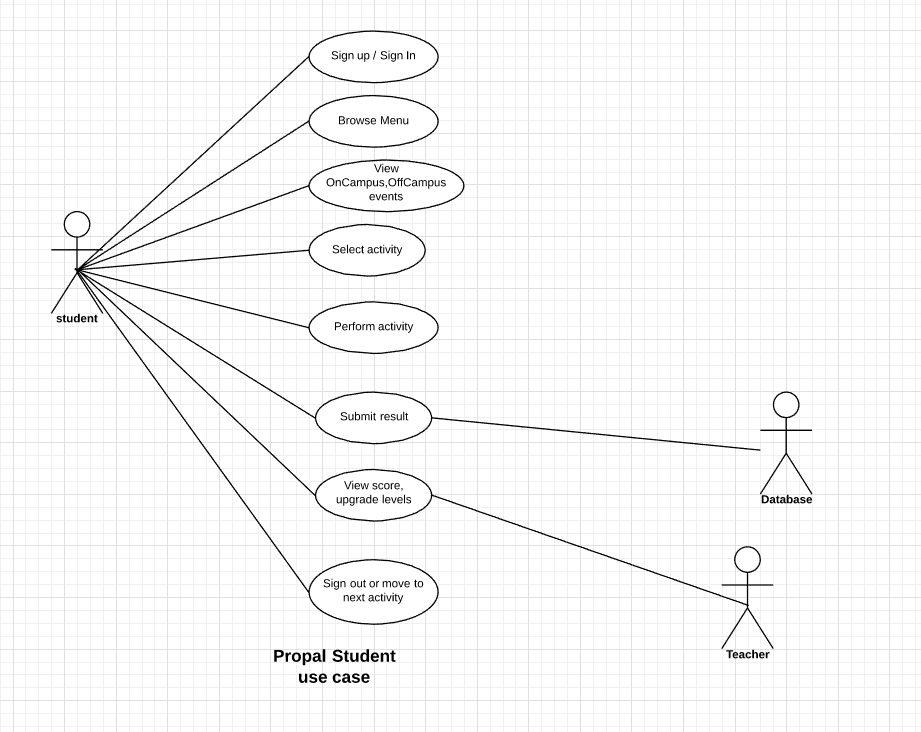 Sign up / Sign In
Browse Menu
View
OnCampus,OffCampus
events
Select activity
student
Perform activity
Submit result
View score,
upgrade levels
Database
Sign out or move to
next activity
Teacher
Propal Student
use case